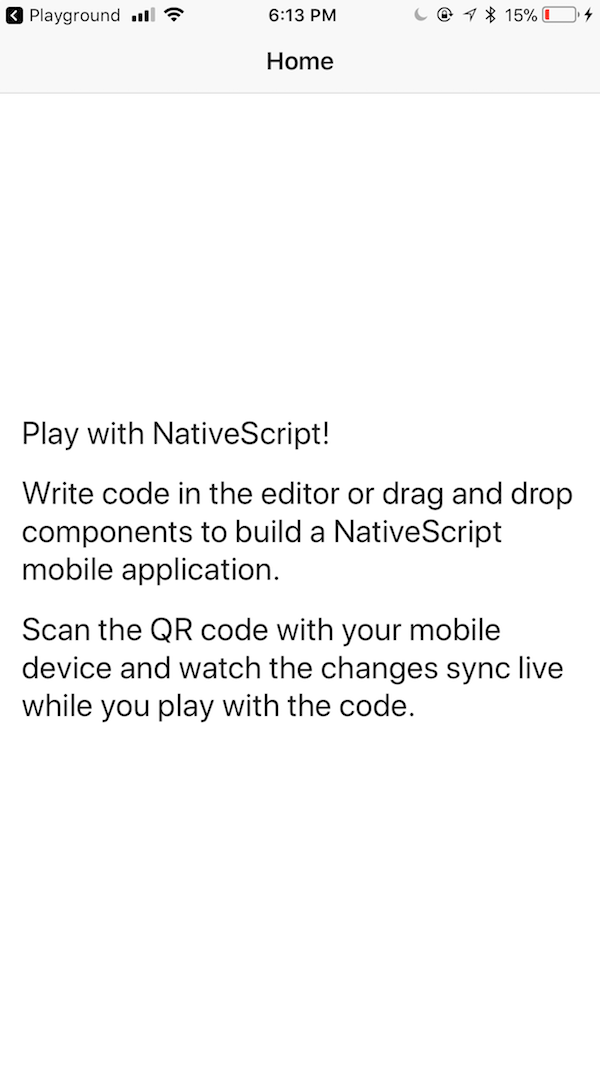 Playground 6:13 PM 15%
Home
Play with NativeScript!
Write code in the editor or drag and drop
components to build a NativeScript
mobile application.
Scan the QR code with your mobile
device and watch the changes sync live
while you play with the code.